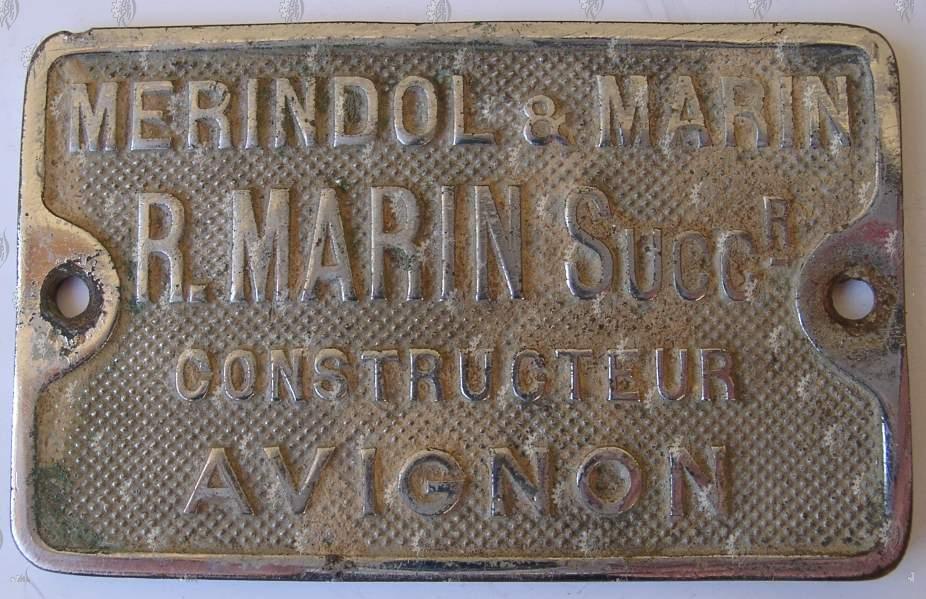 MERINDOL & MARIN
R. MARIN SUCCR
CONSTRUCTEUR
AVIGNON